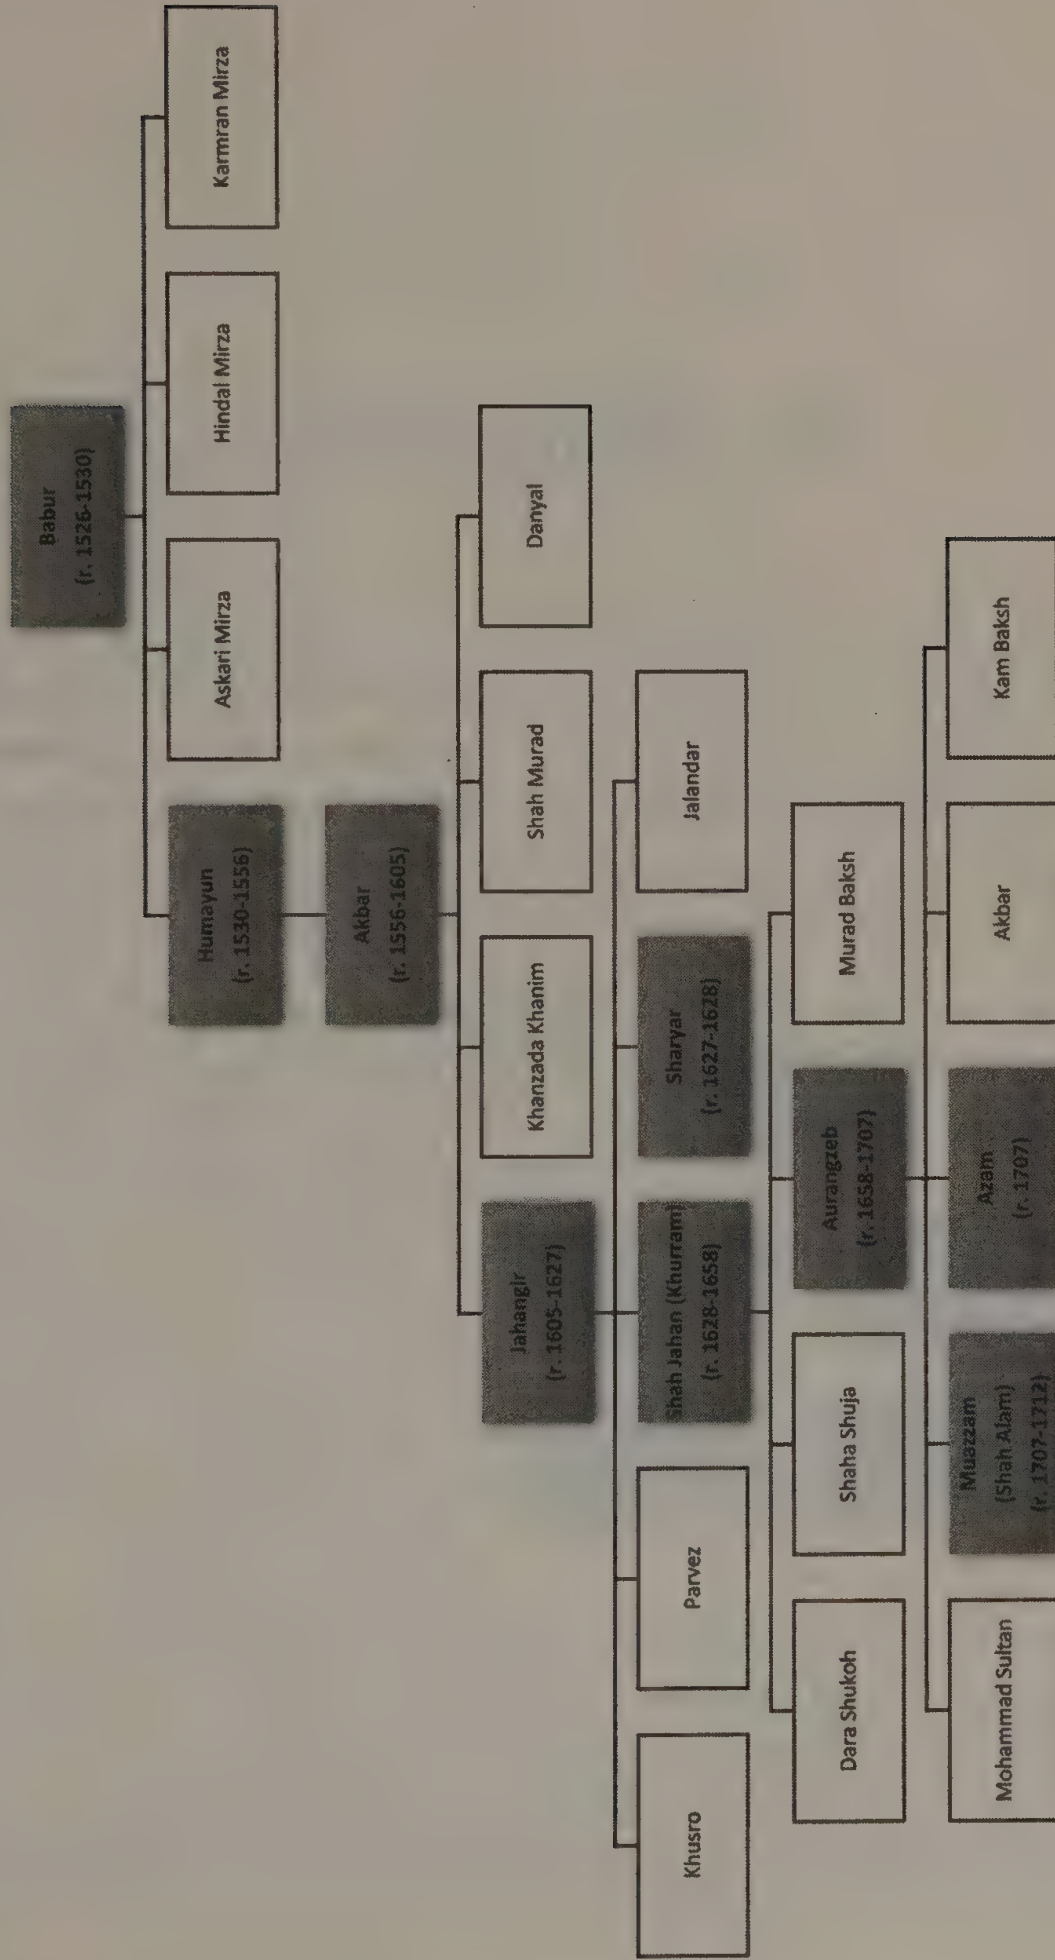 Babur
(r. 1526-1530)
Humayun
(r. 1530-1556)
Askari Mirza
Hindal Mirza
Karmran Mirza
Akbar
(r. 1556-1605)
Jahangir
(r. 1605-1627)
Khanzada Khanim
Shah Murad
Danyal
Khusro
Parvez
Shah Jahan (Khurram)
(r. 1628-1658)
Sharyar
(r. 1627-1628)
Jalandar
Dara Shukoh
Shaha Shuja
Aurangzeb
(r. 1658-1707)
Murad Baksh
Mohammad Sultan
Muazzam
(Shah Alam)
(r. 1707-1712)
Azam
(r. 1707)
Akbar
Kam Baksh